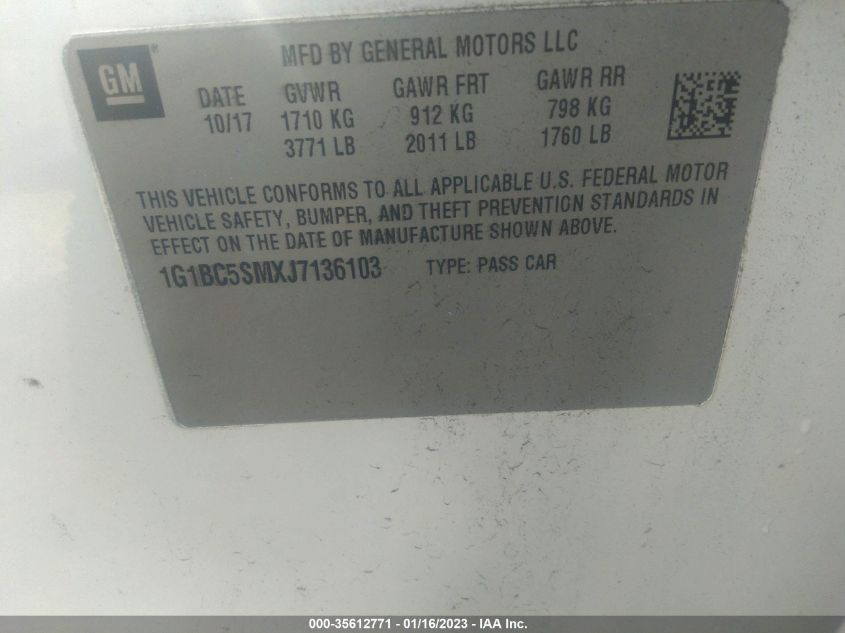 GM®
MFD BY GENERAL MOTORS LLC
DATE GVWR GAWR FRT GAWR RR
10/17 1710 KG 912 KG 798 KG
3771 LB 2011 LB 1760 LB
THIS VEHICLE CONFORMS TO ALL APPLICABLE U.S. FEDERAL MOTOR
VEHICLE SAFETY, BUMPER, AND THEFT PREVENTION STANDARDS IN
EFFECT ON THE DATE OF MANUFACTURE SHOWN ABOVE.
1G1BC5SMXJ7136103 TYPE: PASS CAR
000-35612771 - 01/16/2023 - IAA Inc.